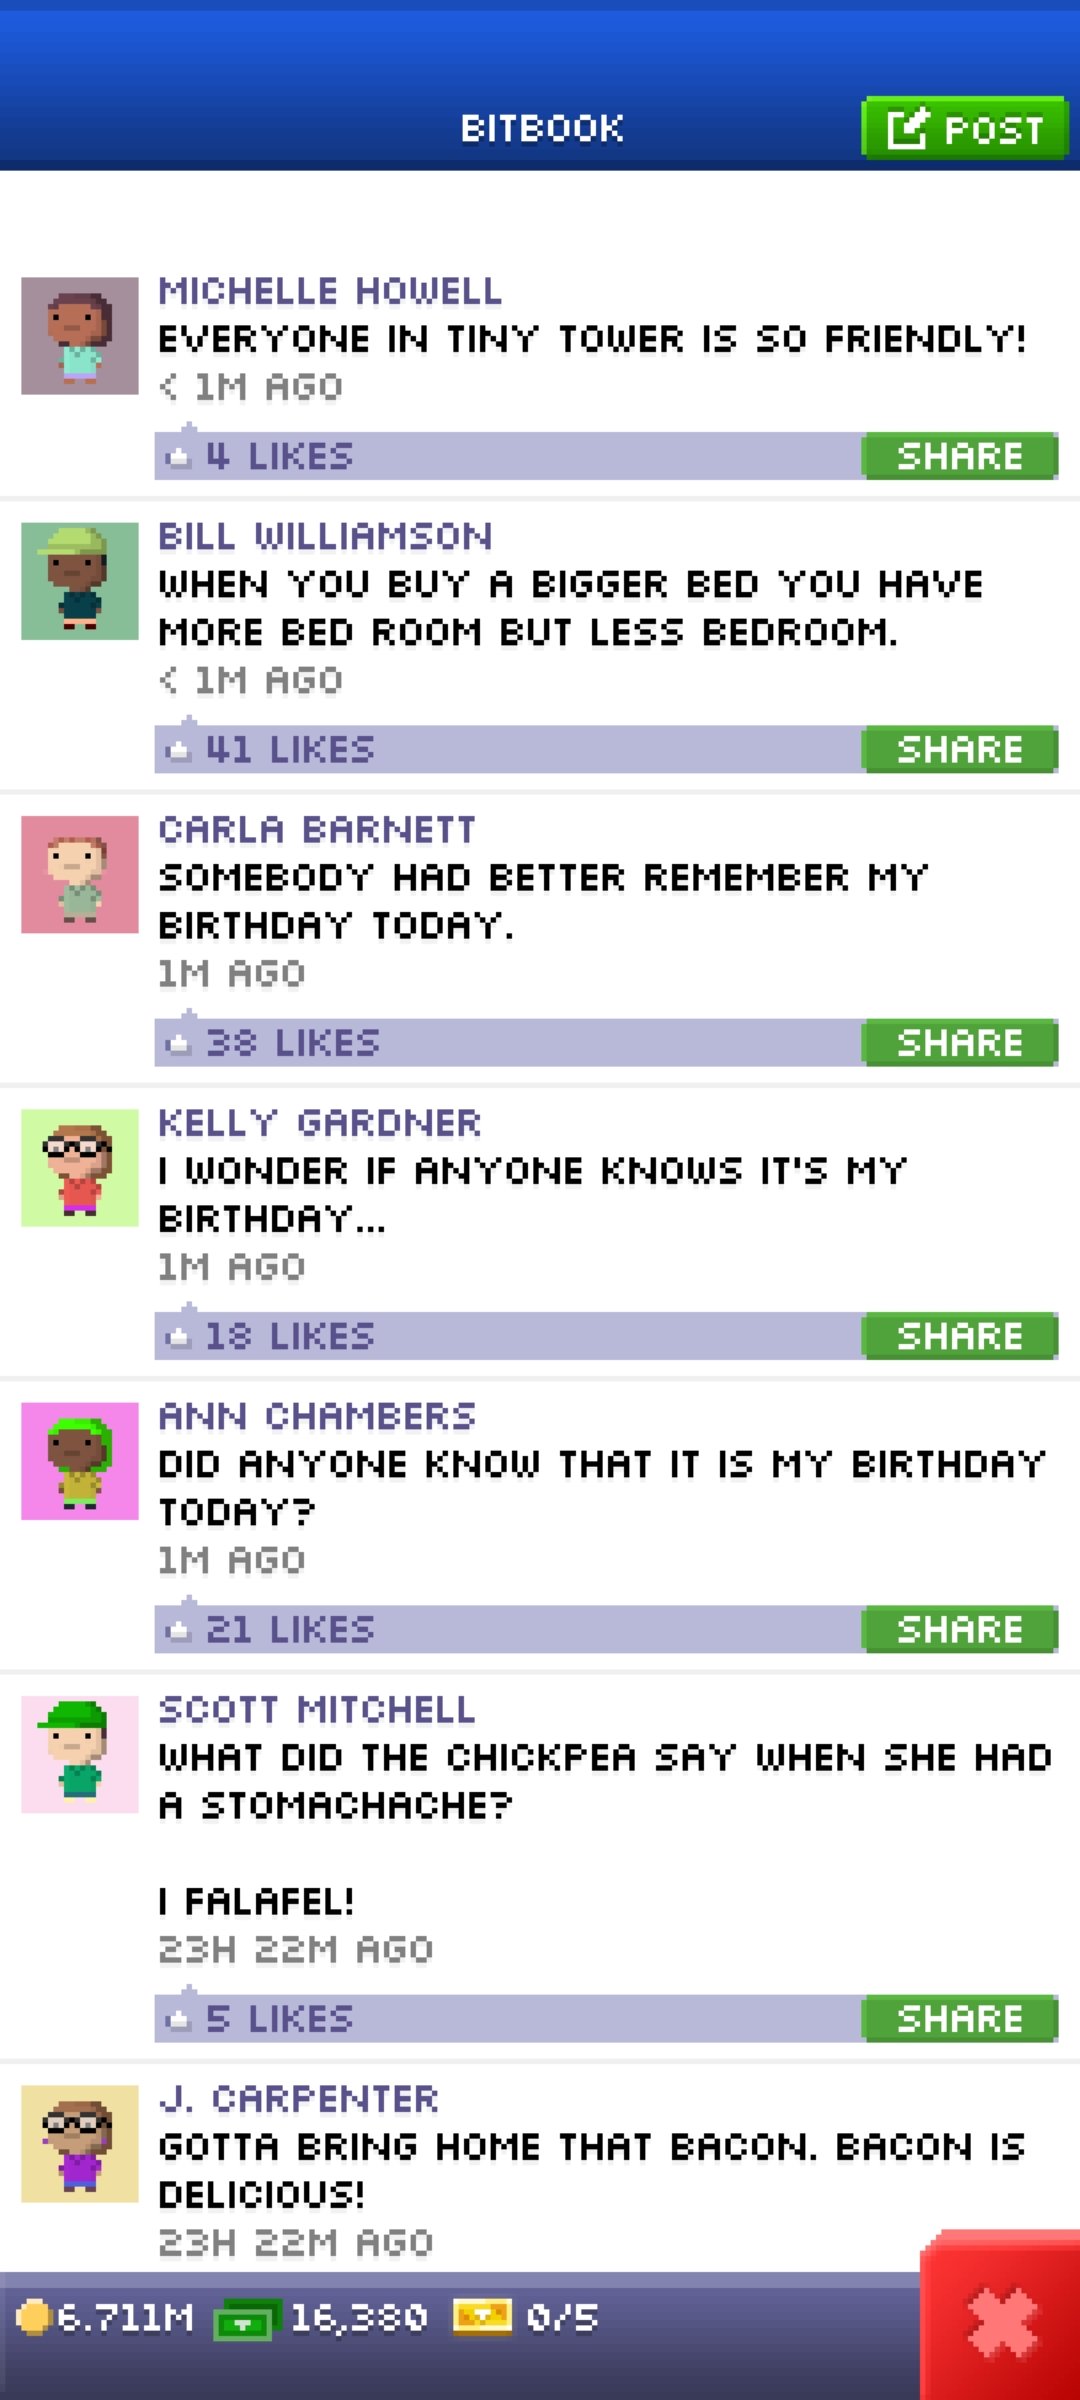 BITBOOK
POST
MICHELLE HOWELL
EVERYONE IN TINY TOWER IS SO FRIENDLY!
< 1M AGO
4 LIKES
SHARE
BILL WILLIAMSON
WHEN YOU BUY A BIGGER BED YOU HAVE
MORE BED ROOM BUT LESS BEDROOM.
< 1M AGO
41 LIKES
SHARE
CARLA BARNETT
SOMEBODY HAD BETTER REMEMBER MY
BIRTHDAY TODAY.
1M AGO
38 LIKES
SHARE
KELLY GARDNER
I WONDER IF ANYONE KNOWS IT'S MY
BIRTHDAY...
1M AGO
18 LIKES
SHARE
ANN CHAMBERS
DID ANYONE KNOW THAT IT IS MY BIRTHDAY
TODAY?
1M AGO
21 LIKES
SHARE
SCOTT MITCHELL
WHAT DID THE CHICKPEA SAY WHEN SHE HAD
A STOMACHACHE?
I FALAFEL!
23H 22M AGO
5 LIKES
SHARE
J. CARPENTER
GOTTA BRING HOME THAT BACON. BACON IS
DELICIOUS!
23H 22M AGO
6.711M 16,380 0/5